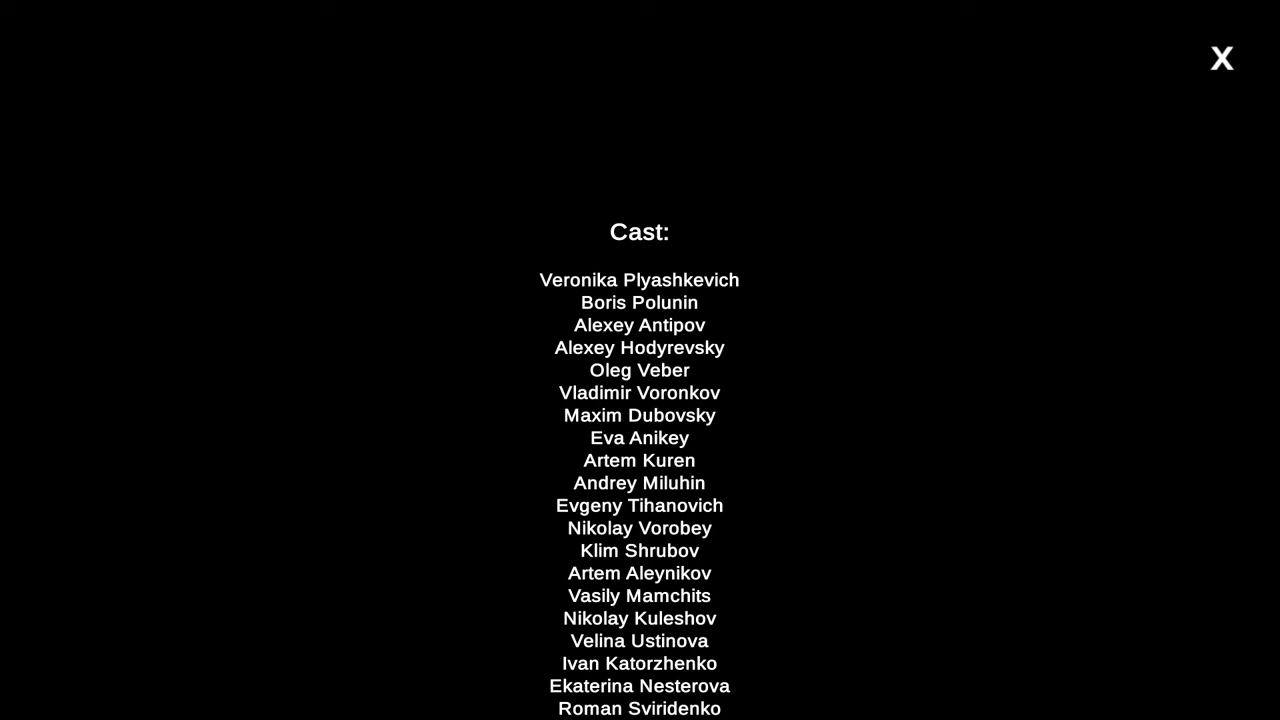 X
Cast:
Veronika Plyashkevich
Boris Polunin
Alexey Antipov
Alexey Hodyrevsky
Oleg Veber
Vladimir Voronkov
Maxim Dubovsky
Eva Anikey
Artem Kuren
Andrey Miluhin
Evgeny Tihanovich
Nikolay Vorobey
Klim Shrubov
Artem Aleynikov
Vasily Mamchits
Nikolay Kuleshov
Velina Ustinova
Ivan Katorzhenko
Ekaterina Nesterova
Roman Sviridenko